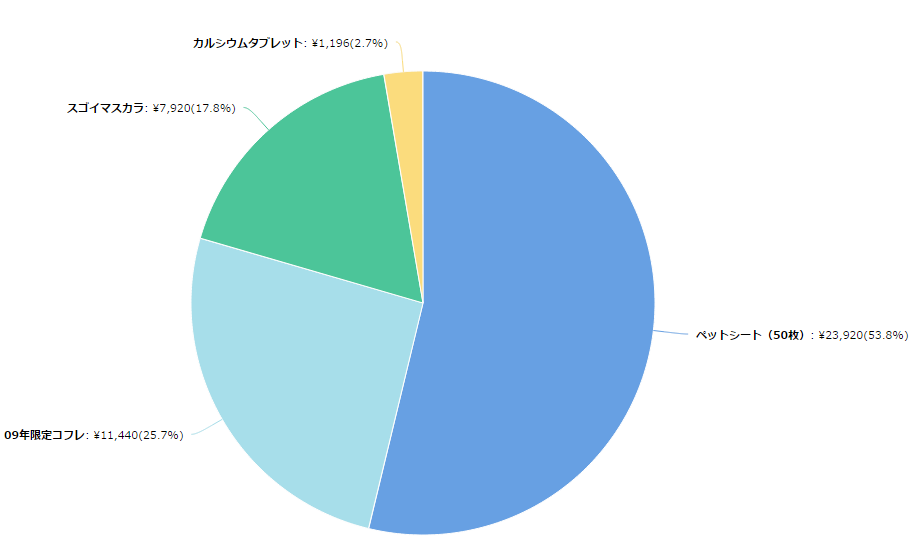 カルシウムタブレット: ¥1,196(2.7%)
スゴイマスカラ: ¥7,920(17.8%)
ペットシート（50枚）: ¥23,920(53.8%)
09年限定コフレ: ¥11,440(25.7%)